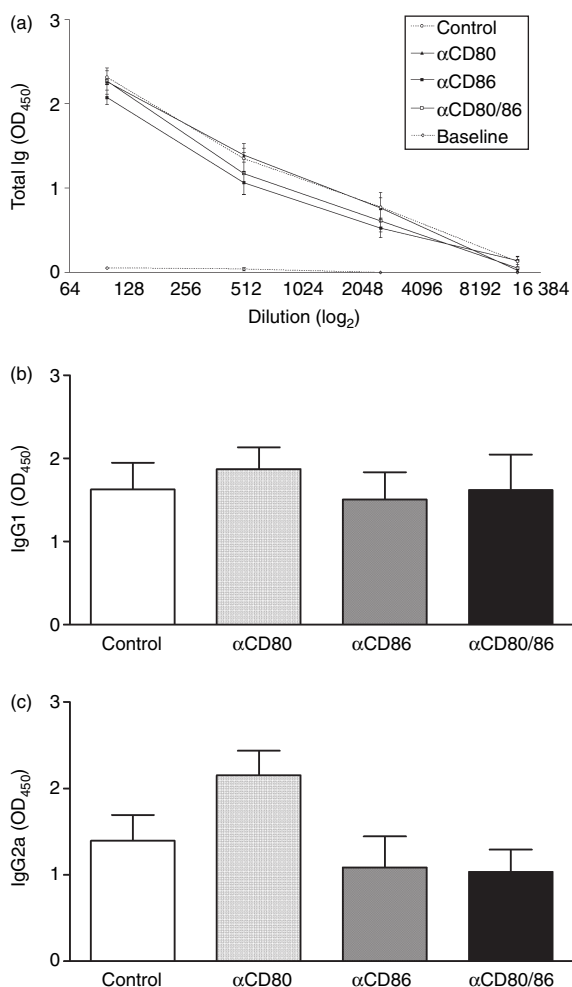 (a)
3
2
1
0
Total Ig (OD450)
Control
αCD80
αCD86
αCD80/86
Baseline
64 128 256 512 1024 2048 4096 8192 16 384
Dilution (log2)
(b)
3
2
1
0
IgG1 (OD450)
Control αCD80 αCD86 αCD80/86
(c)
3
2
1
0
IgG2a (OD450)
Control αCD80 αCD86 αCD80/86